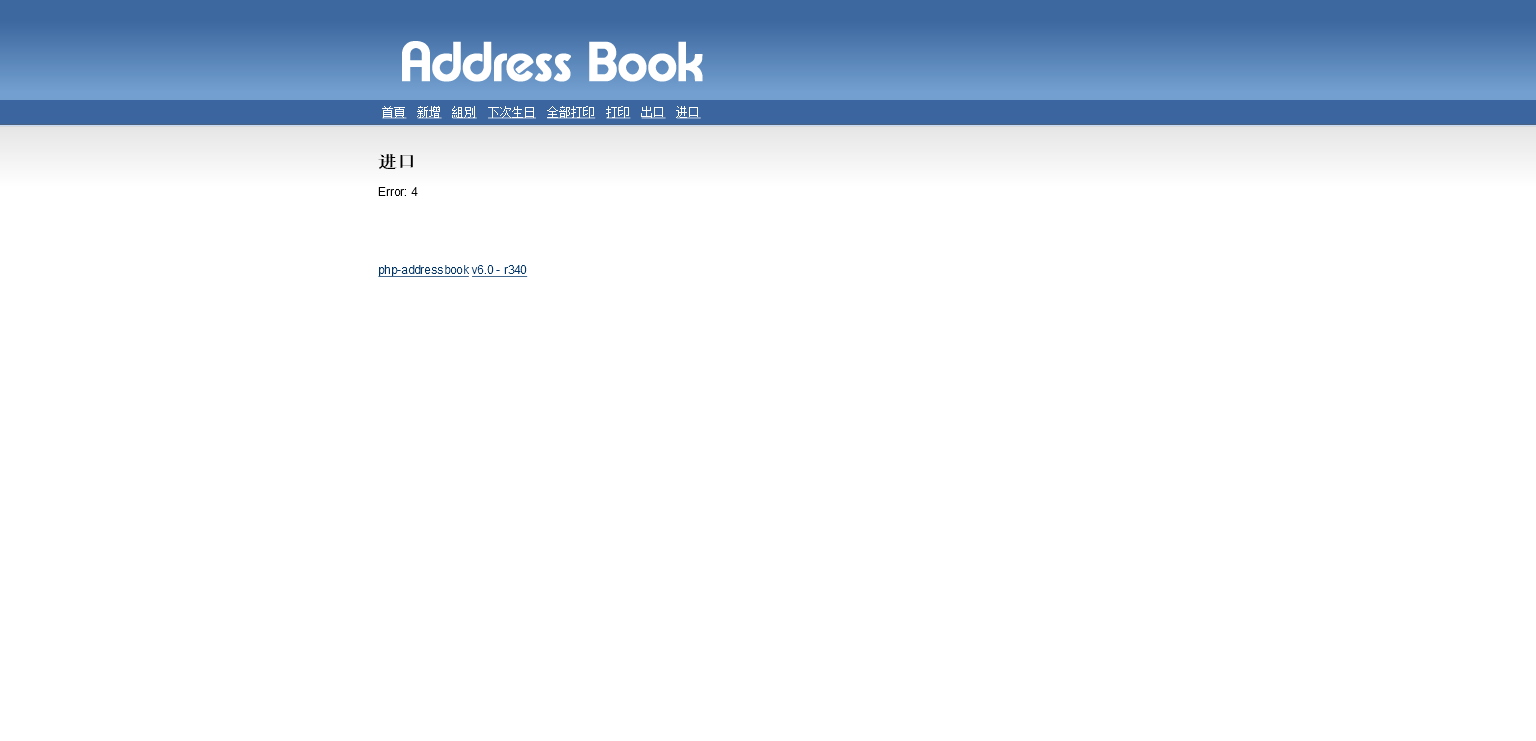 Address Book
首頁 新增 組別 下次生日 全部打印 打印 出口 进口
进口
Error: 4
php-addressbook v6.0 - r340